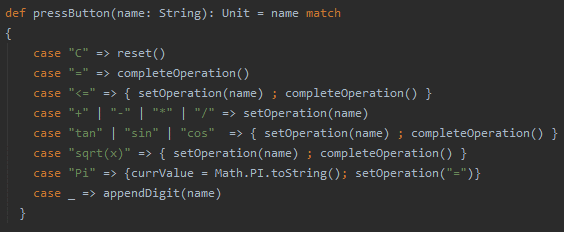 def pressButton(name: String): Unit = name match
{
case "C" => reset()
case "=" => completeOperation()
case "<=" => { setOperation(name) ; completeOperation() }
case "+" | "-" | "*" | "/" => setOperation(name)
case "tan" | "sin" | "cos"  => { setOperation(name) ; completeOperation() }
case "sqrt(x)" => { setOperation(name) ; completeOperation() }
case "Pi" => {currValue = Math.PI.toString(); setOperation("=")}
case _ => appendDigit(name)
}